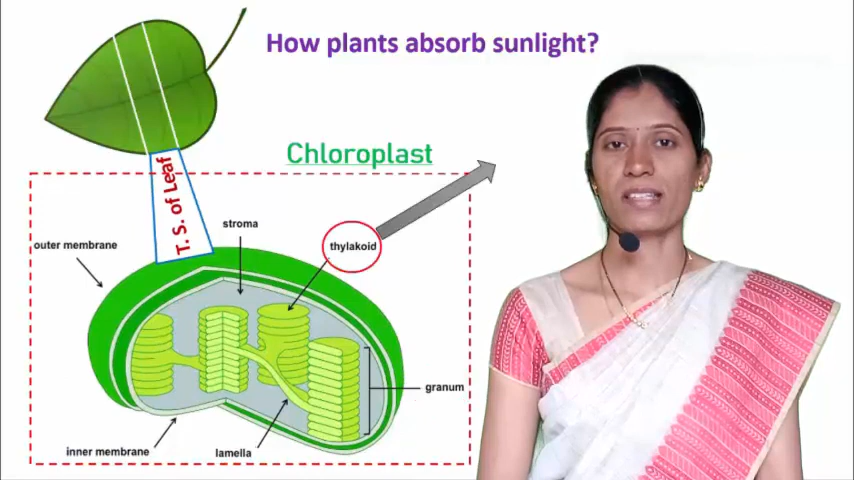 How plants absorb sunlight?
Chloroplast
T. S. of Leaf
stroma
outer membrane
thylakoid
granum
inner membrane
lamella